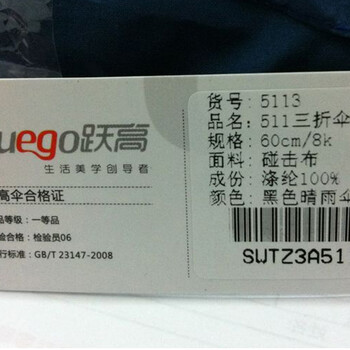 uego跃高
生活美学创导者
高伞合格证
品等级：一等品
验合格：检验员06
行标准：GB/T 23147-2008
货号：5113
品名：511三折伞
规格：60cm/8k
面料：碰击布
成份：涤纶100%
颜色：黑色晴雨伞
SWTZ3A51